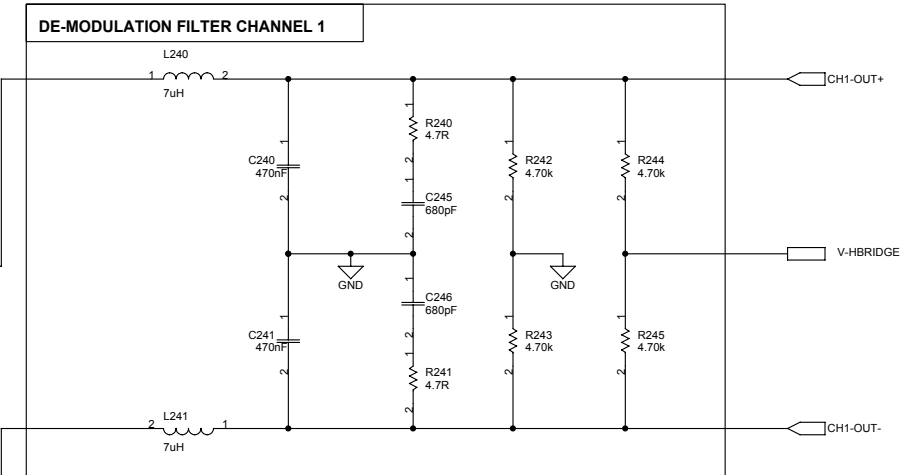 DE-MODULATION FILTER CHANNEL 1
L240
1 2
7uH
CH1-OUT+
1
R240
4.7R
2
1
C240
470nF
2
1
C245
680pF
2
1
R242
4.70k
2
1
R244
4.70k
2
GND
GND
V-HBRIDGE
1
C246
680pF
2
1
C241
470nF
2
1
R241
4.7R
2
1
R243
4.70k
2
1
R245
4.70k
2
L241
2 1
7uH
CH1-OUT-